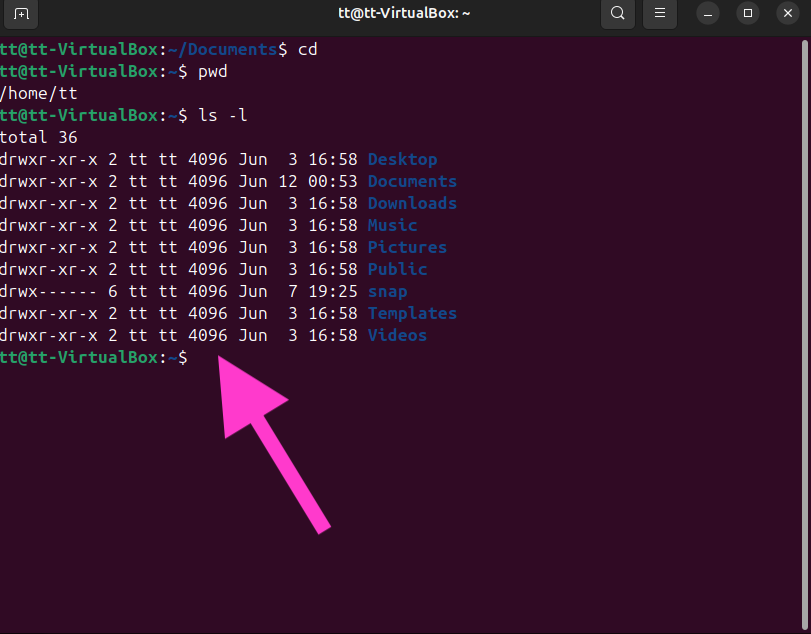 tt@tt-VirtualBox: ~
tt@tt-VirtualBox:~/Documents$ cd
tt@tt-VirtualBox:~$ pwd
/home/tt
tt@tt-VirtualBox:~$ ls -l
total 36
drwxr-xr-x 2 tt tt 4096 Jun  3 16:58 Desktop
drwxr-xr-x 2 tt tt 4096 Jun 12 00:53 Documents
drwxr-xr-x 2 tt tt 4096 Jun  3 16:58 Downloads
drwxr-xr-x 2 tt tt 4096 Jun  3 16:58 Music
drwxr-xr-x 2 tt tt 4096 Jun  3 16:58 Pictures
drwxr-xr-x 2 tt tt 4096 Jun  3 16:58 Public
drwx------ 6 tt tt 4096 Jun  7 19:25 snap
drwxr-xr-x 2 tt tt 4096 Jun  3 16:58 Templates
drwxr-xr-x 2 tt tt 4096 Jun  3 16:58 Videos
tt@tt-VirtualBox:~$